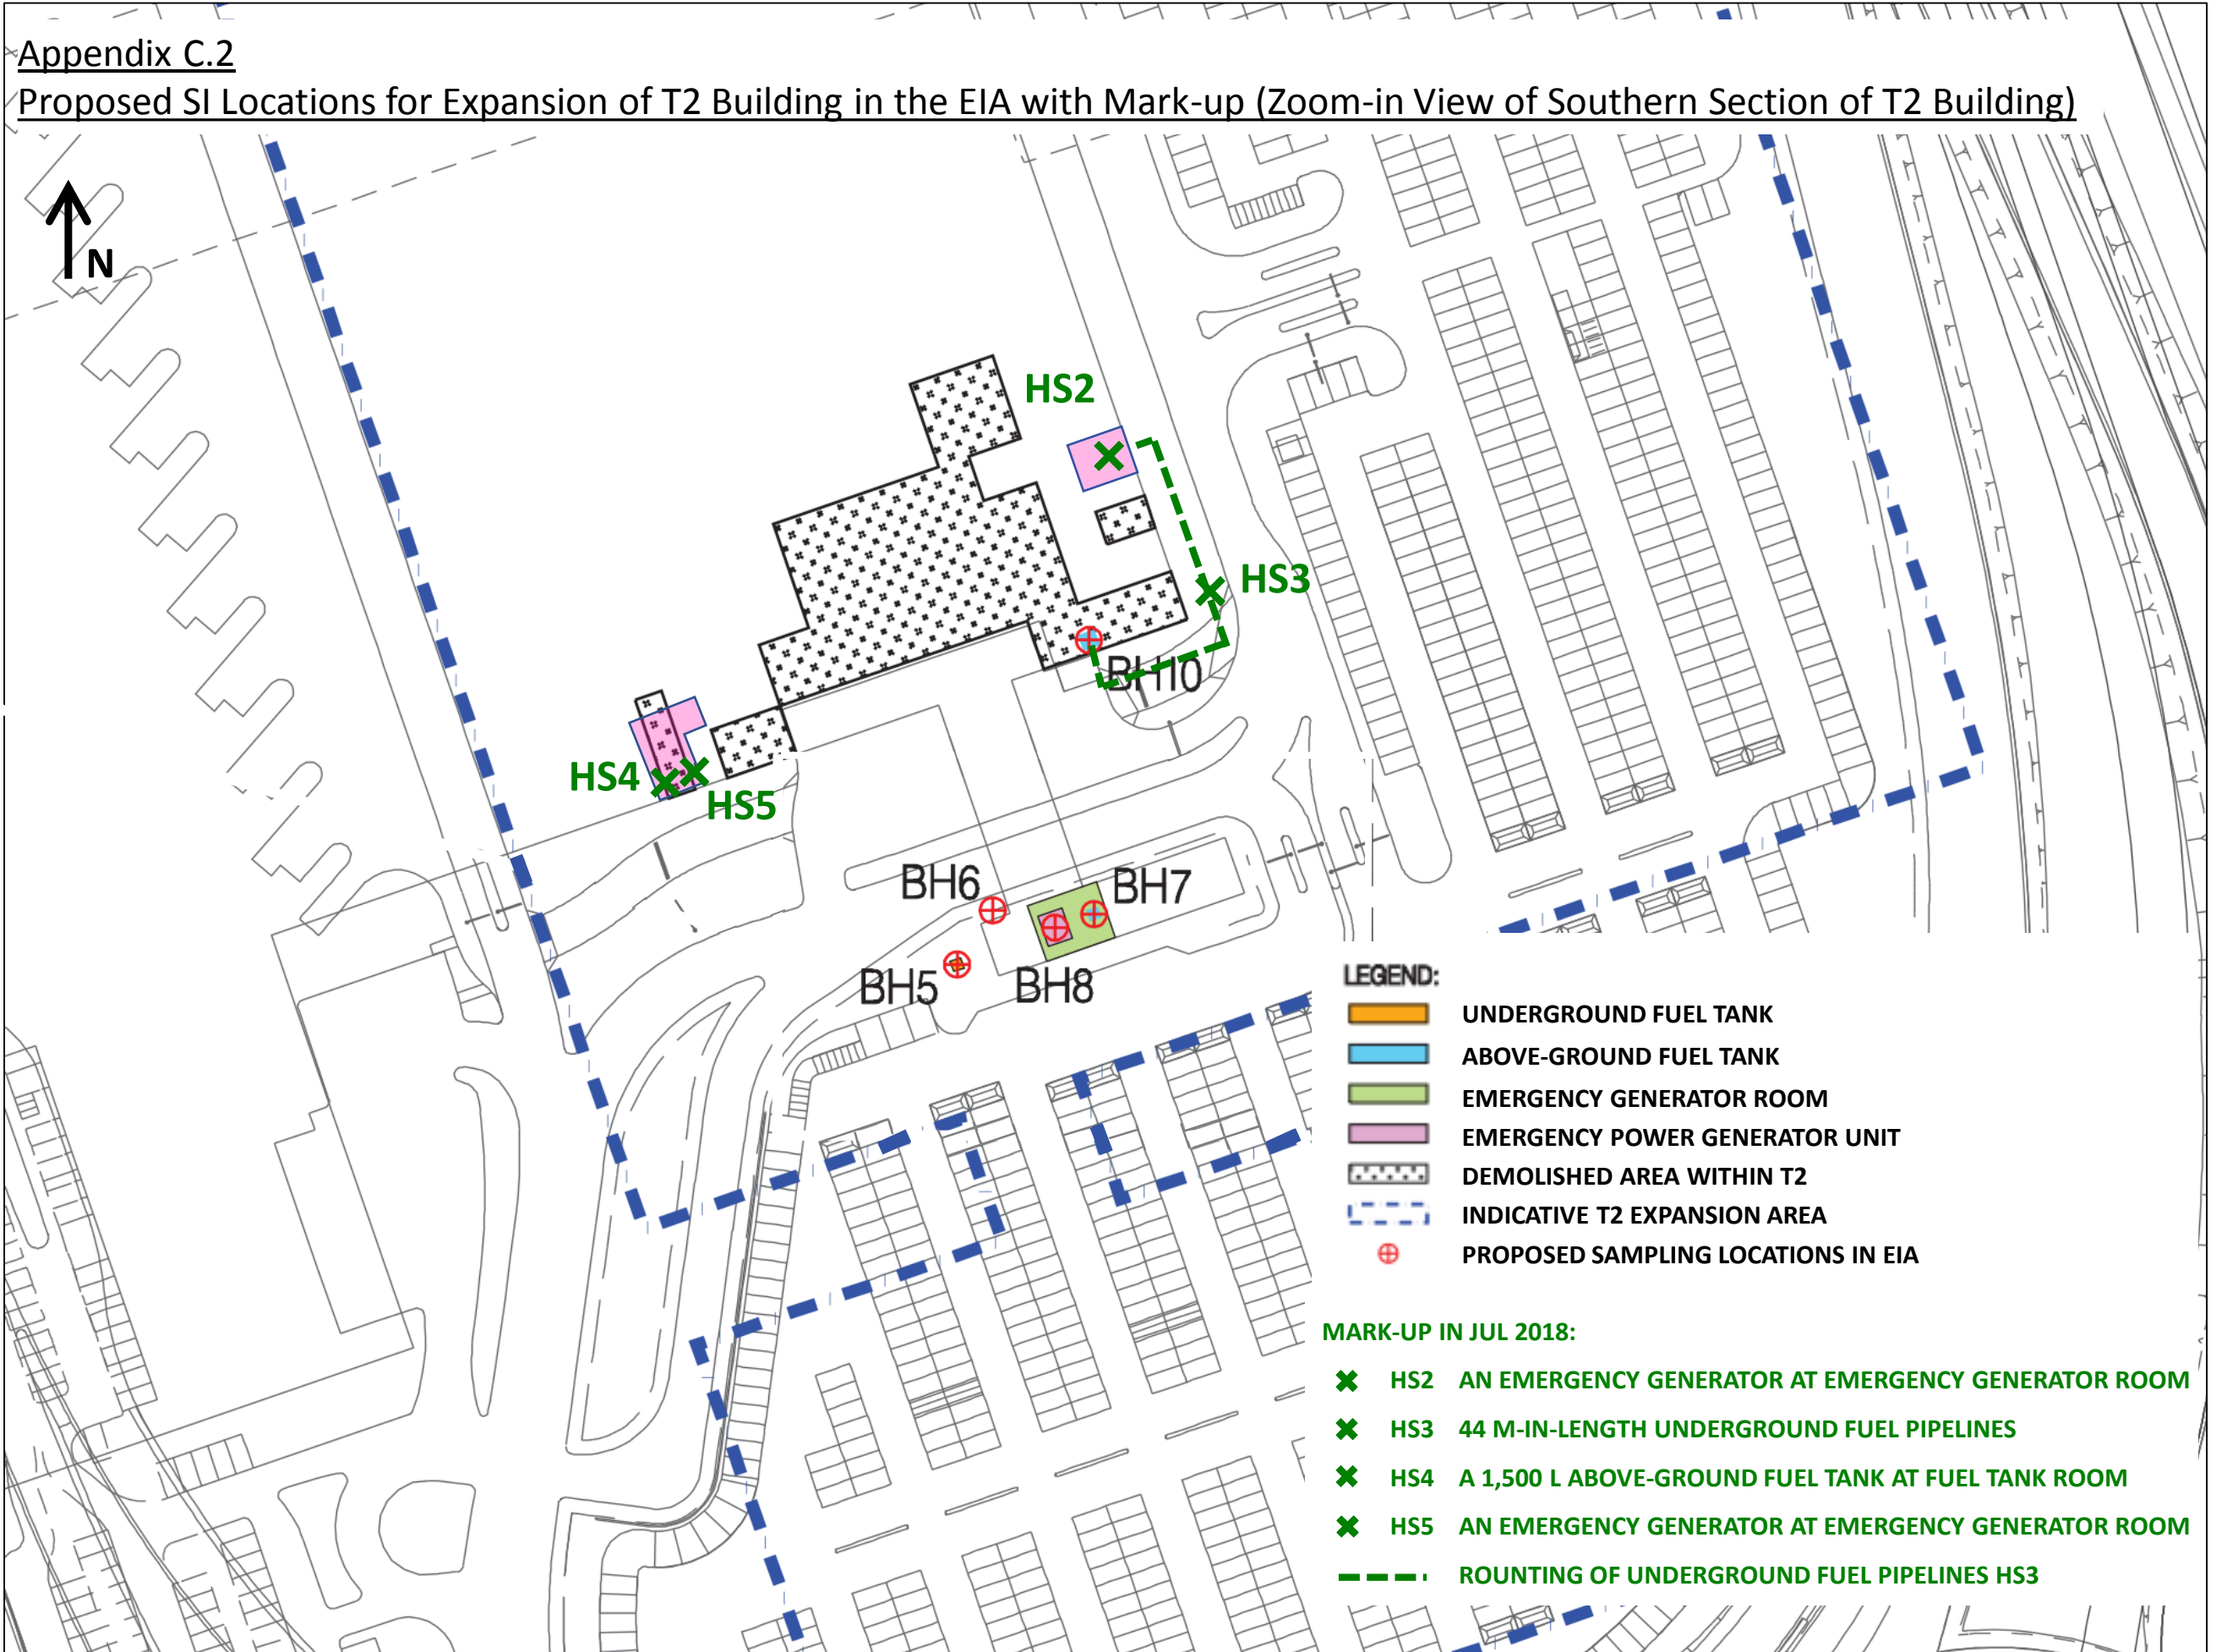 Appendix C.2
Proposed SI Locations for Expansion of T2 Building in the EIA with Mark-up (Zoom-in View of Southern Section of T2 Building)
N
HS2
HS3
BH10
HS4
HS5
BH6
BH7
BH5
BH8
LEGEND:
UNDERGROUND FUEL TANK
ABOVE-GROUND FUEL TANK
EMERGENCY GENERATOR ROOM
EMERGENCY POWER GENERATOR UNIT
DEMOLISHED AREA WITHIN T2
INDICATIVE T2 EXPANSION AREA
PROPOSED SAMPLING LOCATIONS IN EIA
MARK-UP IN JUL 2018:
HS2 AN EMERGENCY GENERATOR AT EMERGENCY GENERATOR ROOM
HS3 44 M-IN-LENGTH UNDERGROUND FUEL PIPELINES
HS4 A 1,500 L ABOVE-GROUND FUEL TANK AT FUEL TANK ROOM
HS5 AN EMERGENCY GENERATOR AT EMERGENCY GENERATOR ROOM
ROUNTING OF UNDERGROUND FUEL PIPELINES HS3